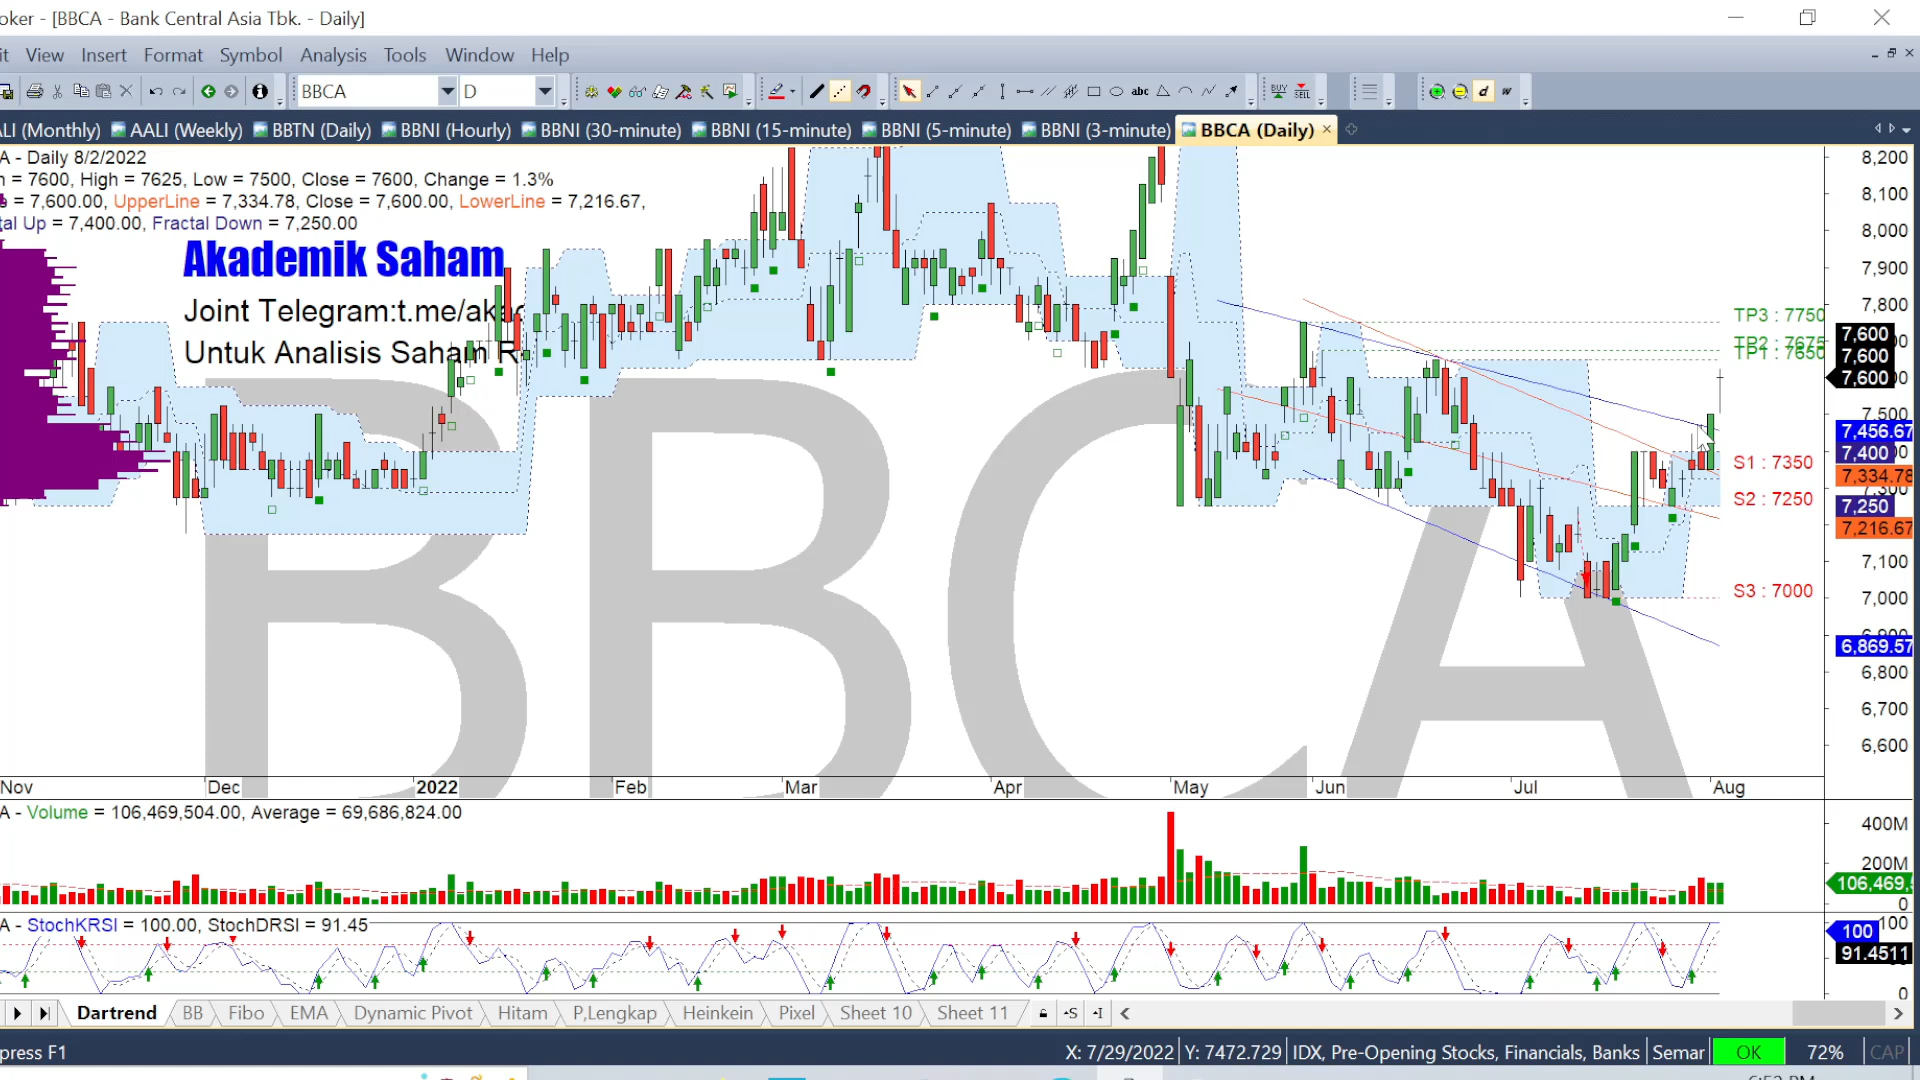 oker - [BBCA - Bank Central Asia Tbk. - Daily]
it View Insert Format Symbol Analysis Tools Window Help
BBCA D abc BUY SELL d w
ALI (Monthly) AALI (Weekly) BBTN (Daily) BBNI (Hourly) BBNI (30-minute) BBNI (15-minute) BBNI (5-minute) BBNI (3-minute) BBCA (Daily)
A - Daily 8/2/2022
n = 7600, High = 7625, Low = 7500, Close = 7600, Change = 1.3%
e = 7,600.00, UpperLine = 7,334.78, Close = 7,600.00, LowerLine = 7,216.67,
tal Up = 7,400.00, Fractal Down = 7,250.00
Akademik Saham
Joint Telegram:t.me/aka
Untuk Analisis Saham R
BBCA
TP3 : 7750
TP2 : 7675
TP1 : 7650
S1 : 7350
S2 : 7250
S3 : 7000
8,200
8,100
8,000
7,900
7,800
7,600
7,600
7,600
7,500
7,456.67
7,400
7,334.78
7,300
7,250
7,216.67
7,100
7,000
6,869.57
6,800
6,700
6,600
Nov Dec 2022 Feb Mar Apr May Jun Jul Aug
A - Volume = 106,469,504.00, Average = 69,686,824.00
400M
200M
106,469,
0
A - StochKRSI = 100.00, StochDRSI = 91.45
100
100
91.4511
0
Dartrend BB Fibo EMA Dynamic Pivot Hitam P,Lengkap Heinkein Pixel Sheet 10 Sheet 11 -S -I
press F1 X: 7/29/2022 Y: 7472.729 IDX, Pre-Opening Stocks, Financials, Banks Semar OK 72% CAP